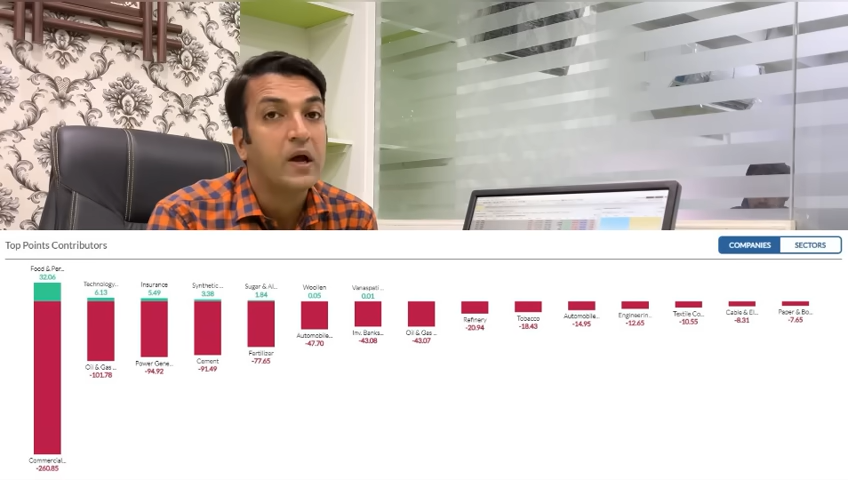 Top Points Contributors
COMPANIES SECTORS
Food & Per...
32.06
Technology...
6.13
Insurance
5.49
Synthetic...
3.38
Sugar & Al...
1.84
Woollen
0.05
Vanaspati...
0.01
Commercial...
-260.85
Oil & Gas ...
-101.78
Power Gene...
-94.92
Cement
-91.49
Fertilizer
-77.65
Automobile...
-47.70
Inv. Banks...
-43.08
Oil & Gas ...
-43.07
Refinery
-20.94
Tobacco
-18.43
Automobile...
-14.95
Engineerin...
-12.65
Textile Co...
-10.55
Cable & El...
-8.31
Paper & Bo...
-7.65